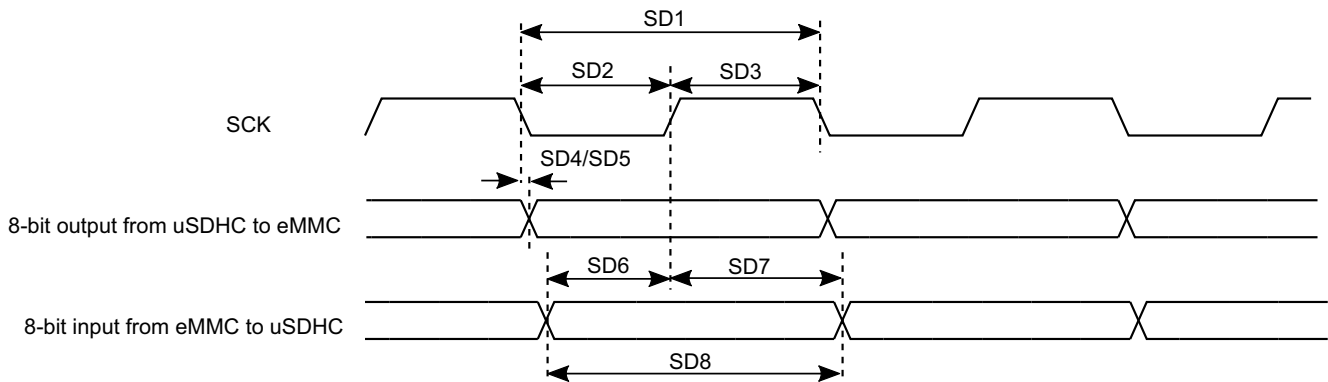 SD1
SD2
SD3
SCK
SD4/SD5
8-bit output from uSDHC to eMMC
SD6
SD7
8-bit input from eMMC to uSDHC
SD8